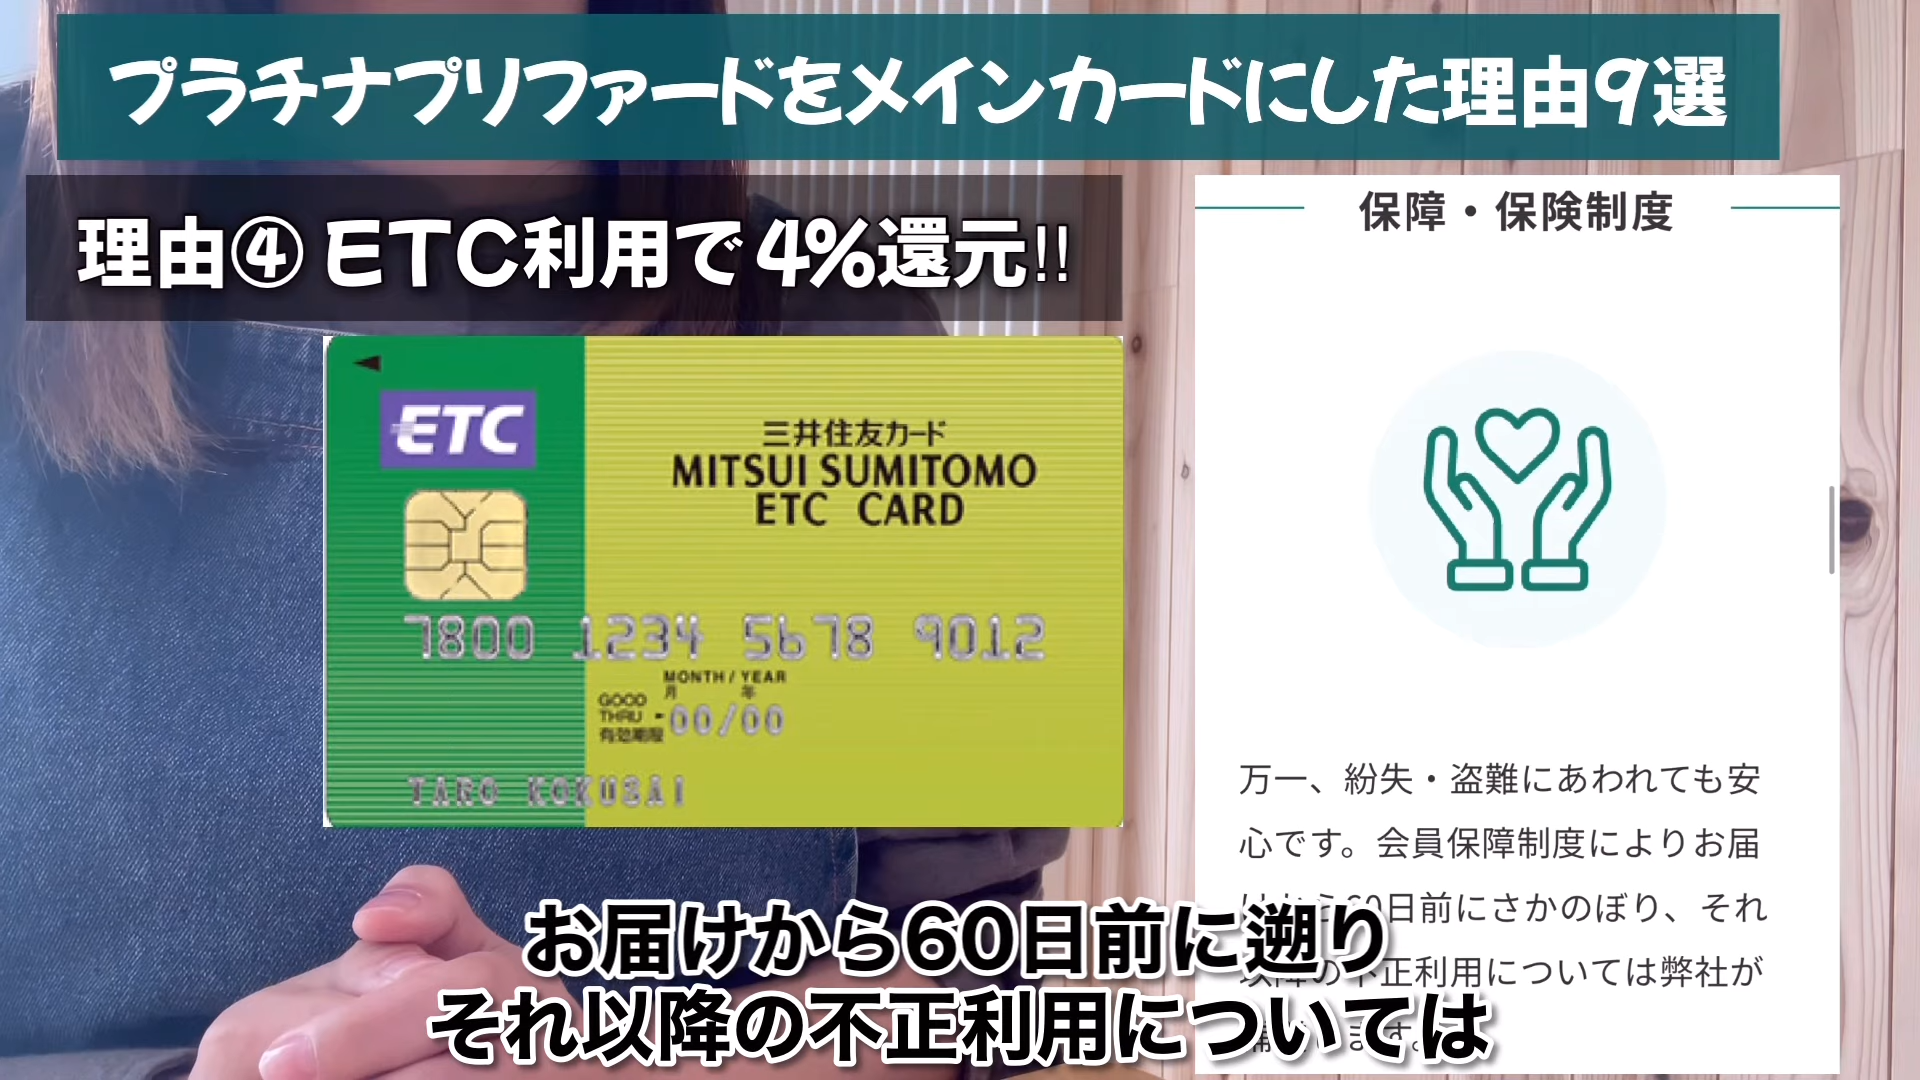 プラチナプリファードをメインカードにした理由9選
理由④ ETC利用で4%還元!!
保障・保険制度
ETC
三井住友カード
MITSUI SUMITOMO
ETC CARD
7800 1234 5678 9012
MONTH / YEAR
月 年
GOOD
THRU
有効期限
00/00
TARO KOKUSAI
万一、紛失・盗難にあわれても安
心です。会員保障制度によりお届
60日前にさかのぼり、それ
不正利用については弊社が
お届けから60日前に遡り
それ以降の不正利用については